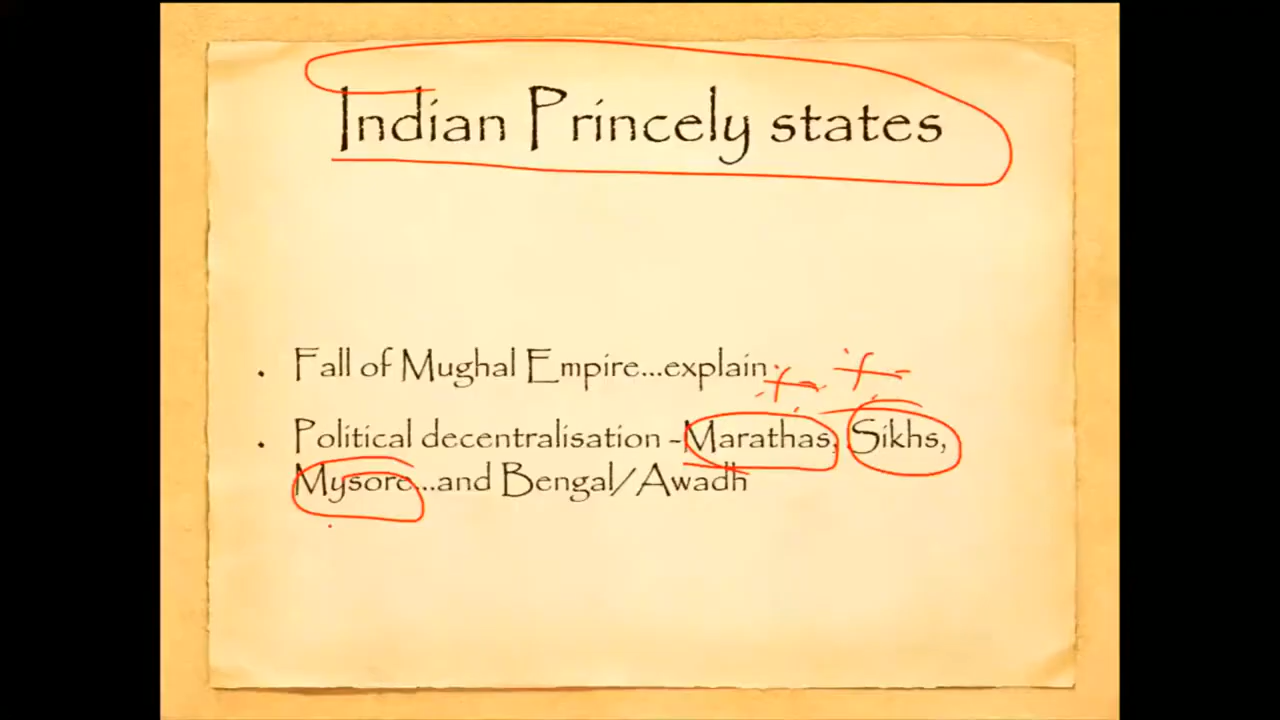 Indian Princely states
. Fall of Mughal Empire...explain
. Political decentralisation -Marathas, Sikhs,
Mysore...and Bengal/Awadh